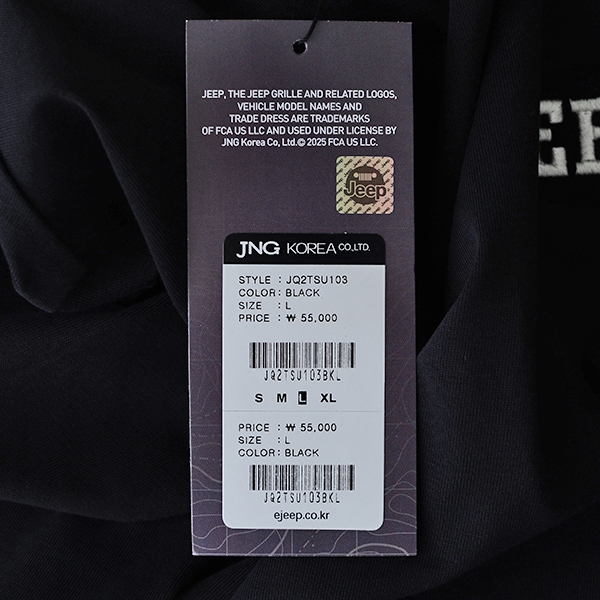 JEEP, THE JEEP GRILLE AND RELATED LOGOS,
VEHICLE MODEL NAMES AND
TRADE DRESS ARE TRADEMARKS
OF FCA US LLC AND USED UNDER LICENSE BY
JNG Korea Co, Ltd.© 2025 FCA US LLC.
Jeep
JNG KOREA CO.,LTD.
STYLE : JQ2TSU103
COLOR : BLACK
SIZE : L
PRICE : ₩ 55,000
JQ2TSU103BKL
S M L XL
PRICE : ₩ 55,000
SIZE : L
COLOR : BLACK
JQ2TSU103BKL
ejeep.co.kr